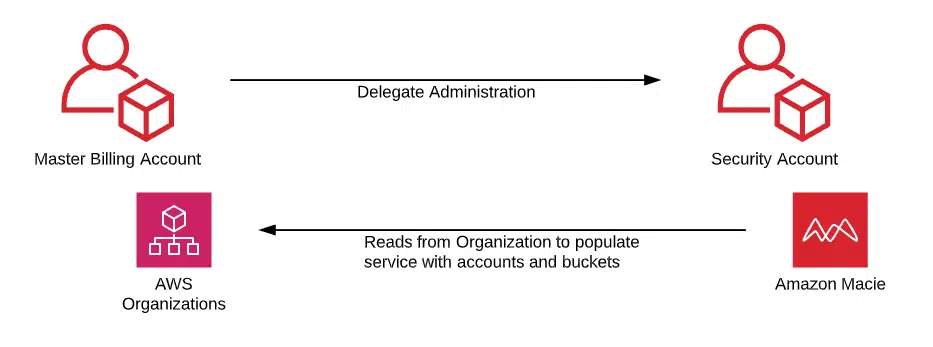 Delegate Administration
Master Billing Account
Security Account
Reads from Organization to populate
service with accounts and buckets
AWS
Organizations
Amazon Macie